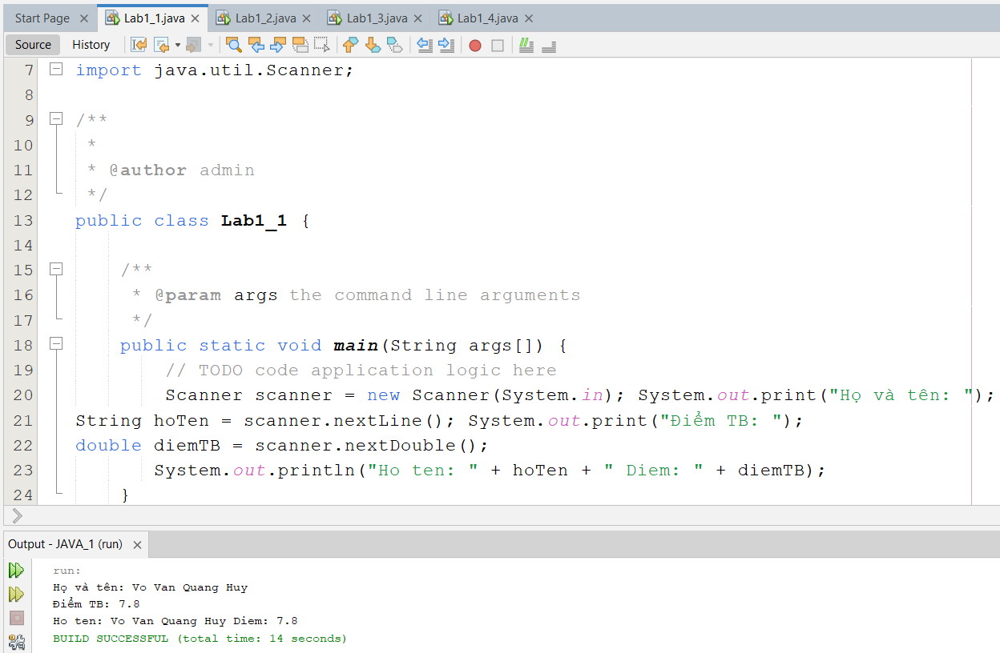 Start Page Lab1_1.java Lab1_2.java Lab1_3.java Lab1_4.java
Source History
7 import java.util.Scanner;
8
9 /**
10 *
11 * @author admin
12 */
13 public class Lab1_1 {
14
15 /**
16 * @param args the command line arguments
17 */
18 public static void main(String args[]) {
19 // TODO code application logic here
20 Scanner scanner = new Scanner(System.in); System.out.print("Họ và tên: ");
21 String hoTen = scanner.nextLine(); System.out.print("Điểm TB: ");
22 double diemTB = scanner.nextDouble();
23 System.out.println("Ho ten: " + hoTen + " Diem: " + diemTB);
24 }
Output - JAVA_1 (run)
run:
Họ và tên: Vo Van Quang Huy
Điểm TB: 7.8
Ho ten: Vo Van Quang Huy Diem: 7.8
BUILD SUCCESSFUL (total time: 14 seconds)